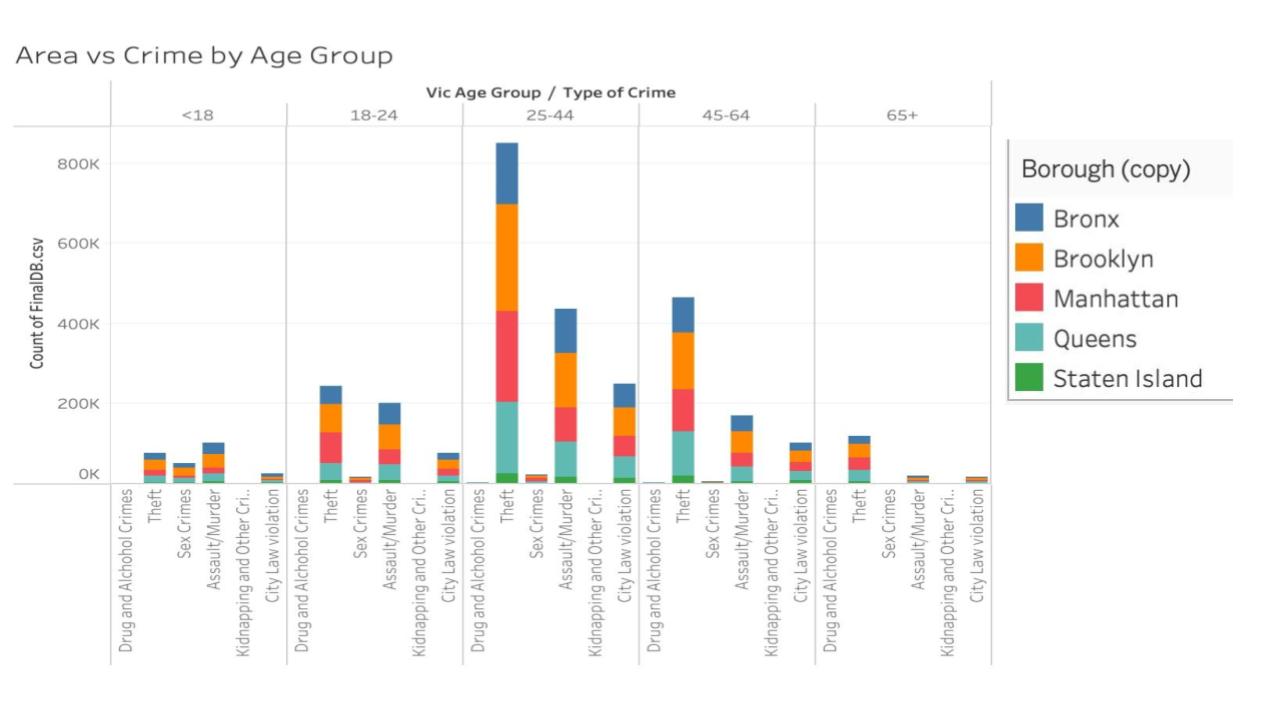 Area vs Crime by Age Group
Vic Age Group / Type of Crime
<18
18-24
25-44
45-64
65+
Count of FinalDB.csv
800K
600K
400K
200K
0K
Drug and Alchohol Crimes
Theft
Sex Crimes
Assault/Murder
Kidnapping and Other Cri..
City Law violation
Drug and Alchohol Crimes
Theft
Sex Crimes
Assault/Murder
Kidnapping and Other Cri..
City Law violation
Drug and Alchohol Crimes
Theft
Sex Crimes
Assault/Murder
Kidnapping and Other Cri..
City Law violation
Drug and Alchohol Crimes
Theft
Sex Crimes
Assault/Murder
Kidnapping and Other Cri..
City Law violation
Drug and Alchohol Crimes
Theft
Sex Crimes
Assault/Murder
Kidnapping and Other Cri..
City Law violation
Borough (copy)
Bronx
Brooklyn
Manhattan
Queens
Staten Island